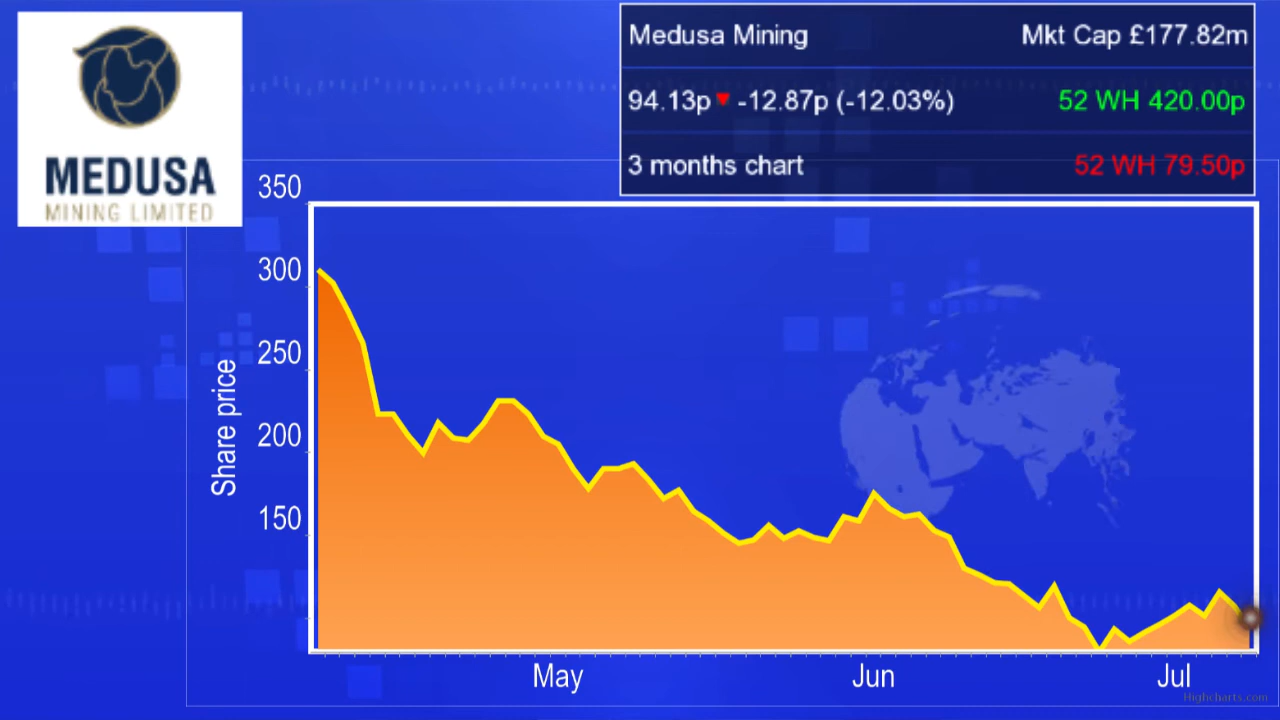 MEDUSA
MINING LIMITED
Medusa Mining Mkt Cap £177.82m
94.13p -12.87p (-12.03%) 52 WH 420.00p
3 months chart 52 WH 79.50p
350
300
250
200
150
Share price
May Jun Jul
Highcharts.com